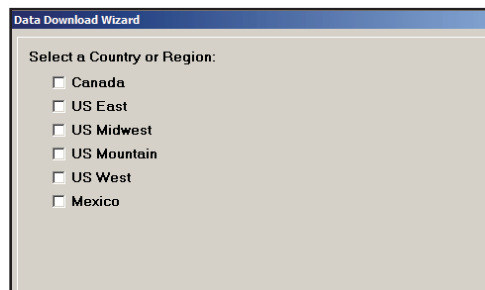 Data Download Wizard
Select a Country or Region:
Canada
US East
US Midwest
US Mountain
US West
Mexico